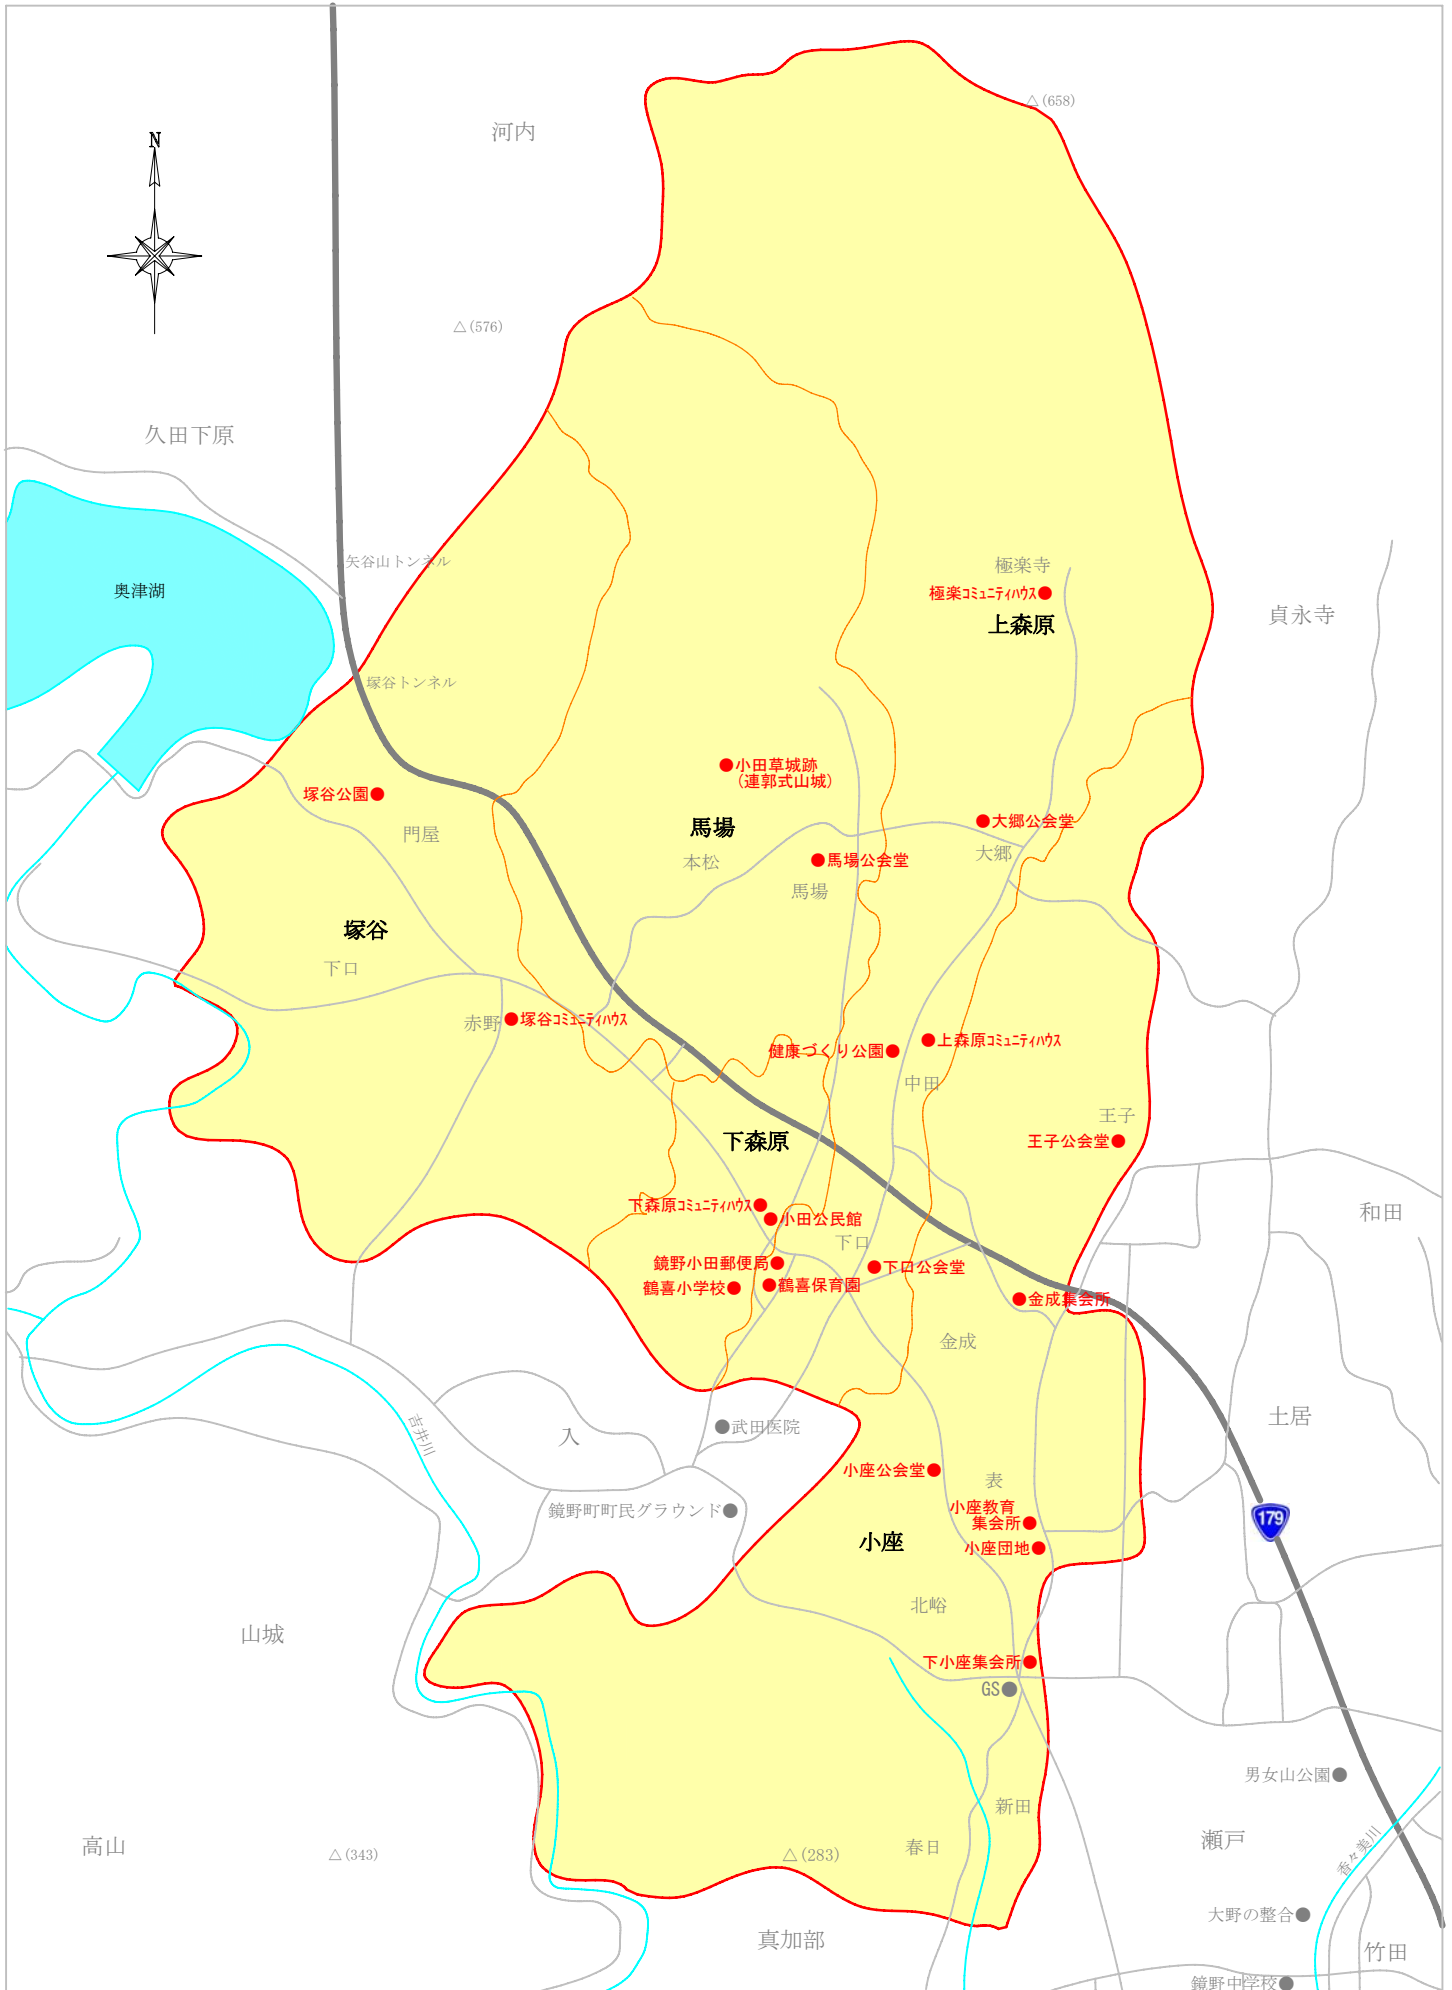 △(658)
河内
N
△(576)
久田下原
矢谷山トンネル
奥津湖
極楽寺
極楽ｺﾐｭﾆﾃｨﾊｳｽ
上森原
貞永寺
塚谷トンネル
小田草城跡
(連郭式山城)
塚谷公園
門屋
馬場
本松
大郷公会堂
大郷
馬場公会堂
馬場
塚谷
下口
赤野
塚谷ｺﾐｭﾆﾃｨﾊｳｽ
健康づくり公園
上森原ｺﾐｭﾆﾃｨﾊｳｽ
中田
王子
王子公会堂
下森原
下森原ｺﾐｭﾆﾃｨﾊｳｽ
小田公民館
和田
下口
鏡野小田郵便局
下口公会堂
鶴喜小学校
鶴喜保育園
金成集会所
金成
土居
吉井川
入
武田医院
小座公会堂
表
鏡野町町民グラウンド
小座教育
集会所
179
小座
小座団地
北峪
山城
下小座集会所
GS
男女山公園
新田
高山
△(343)
△(283)
春日
瀬戸
香々美川
大野の整合
真加部
竹田
鏡野中学校